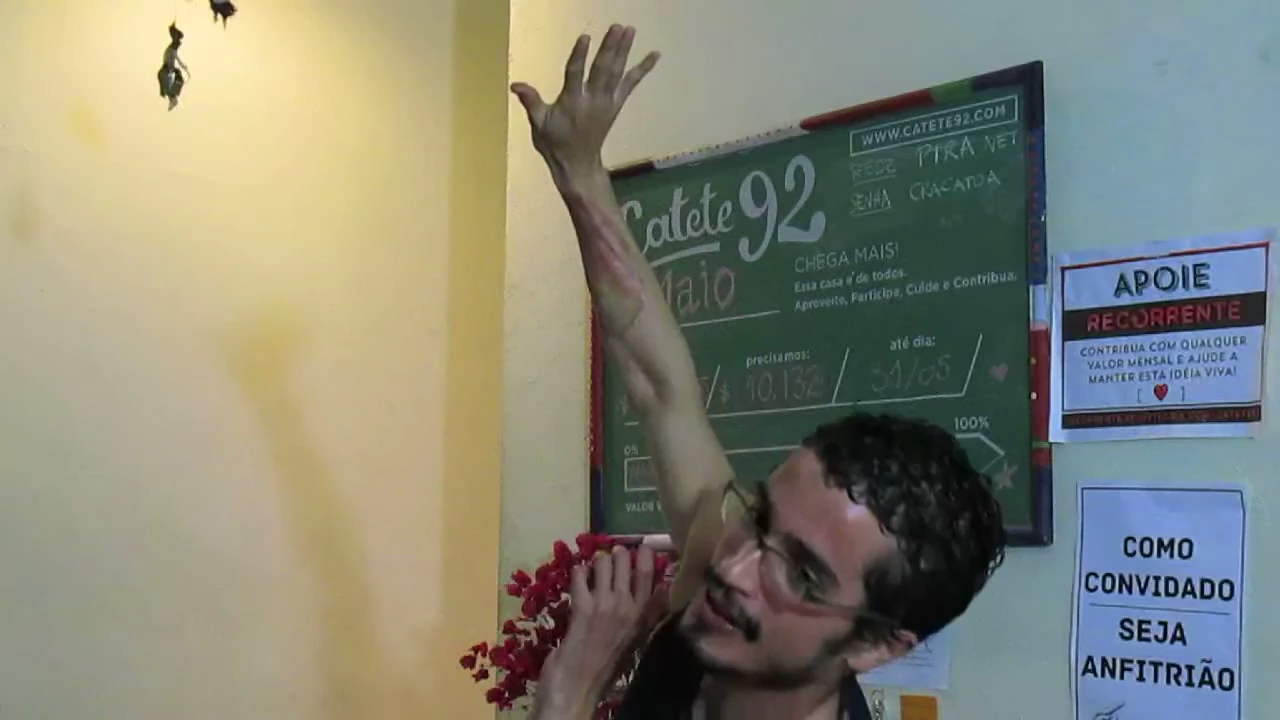 WWW.CATETE92.COM
REDE PIRA NET
SENHA CRACATOA
Catete 92
Maio
CHEGA MAIS!
Essa casa é de todos.
Aproveite, Participe, Cuide e Contribua.
precisamos:
até dia:
$ 10.132
31/05
0%
100%
VALOR
APOIE
RECORRENTE
CONTRIBUA COM QUALQUER
VALOR MENSAL E AJUDE A
MANTER ESTA IDÉIA VIVA!
COMO
CONVIDADO
SEJA
ANFITRIÃO